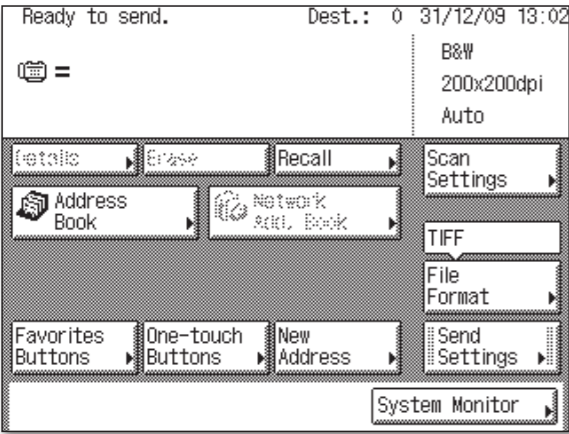 Ready to send. Dest.: 0 31/12/09 13:02
=
B&W
200x200dpi
Auto
Details Erase Recall
Scan
Settings
Address
Book
Network
Add. Book
TIFF
File
Format
Favorites
Buttons
One-touch
Buttons
New
Address
Send
Settings
System Monitor